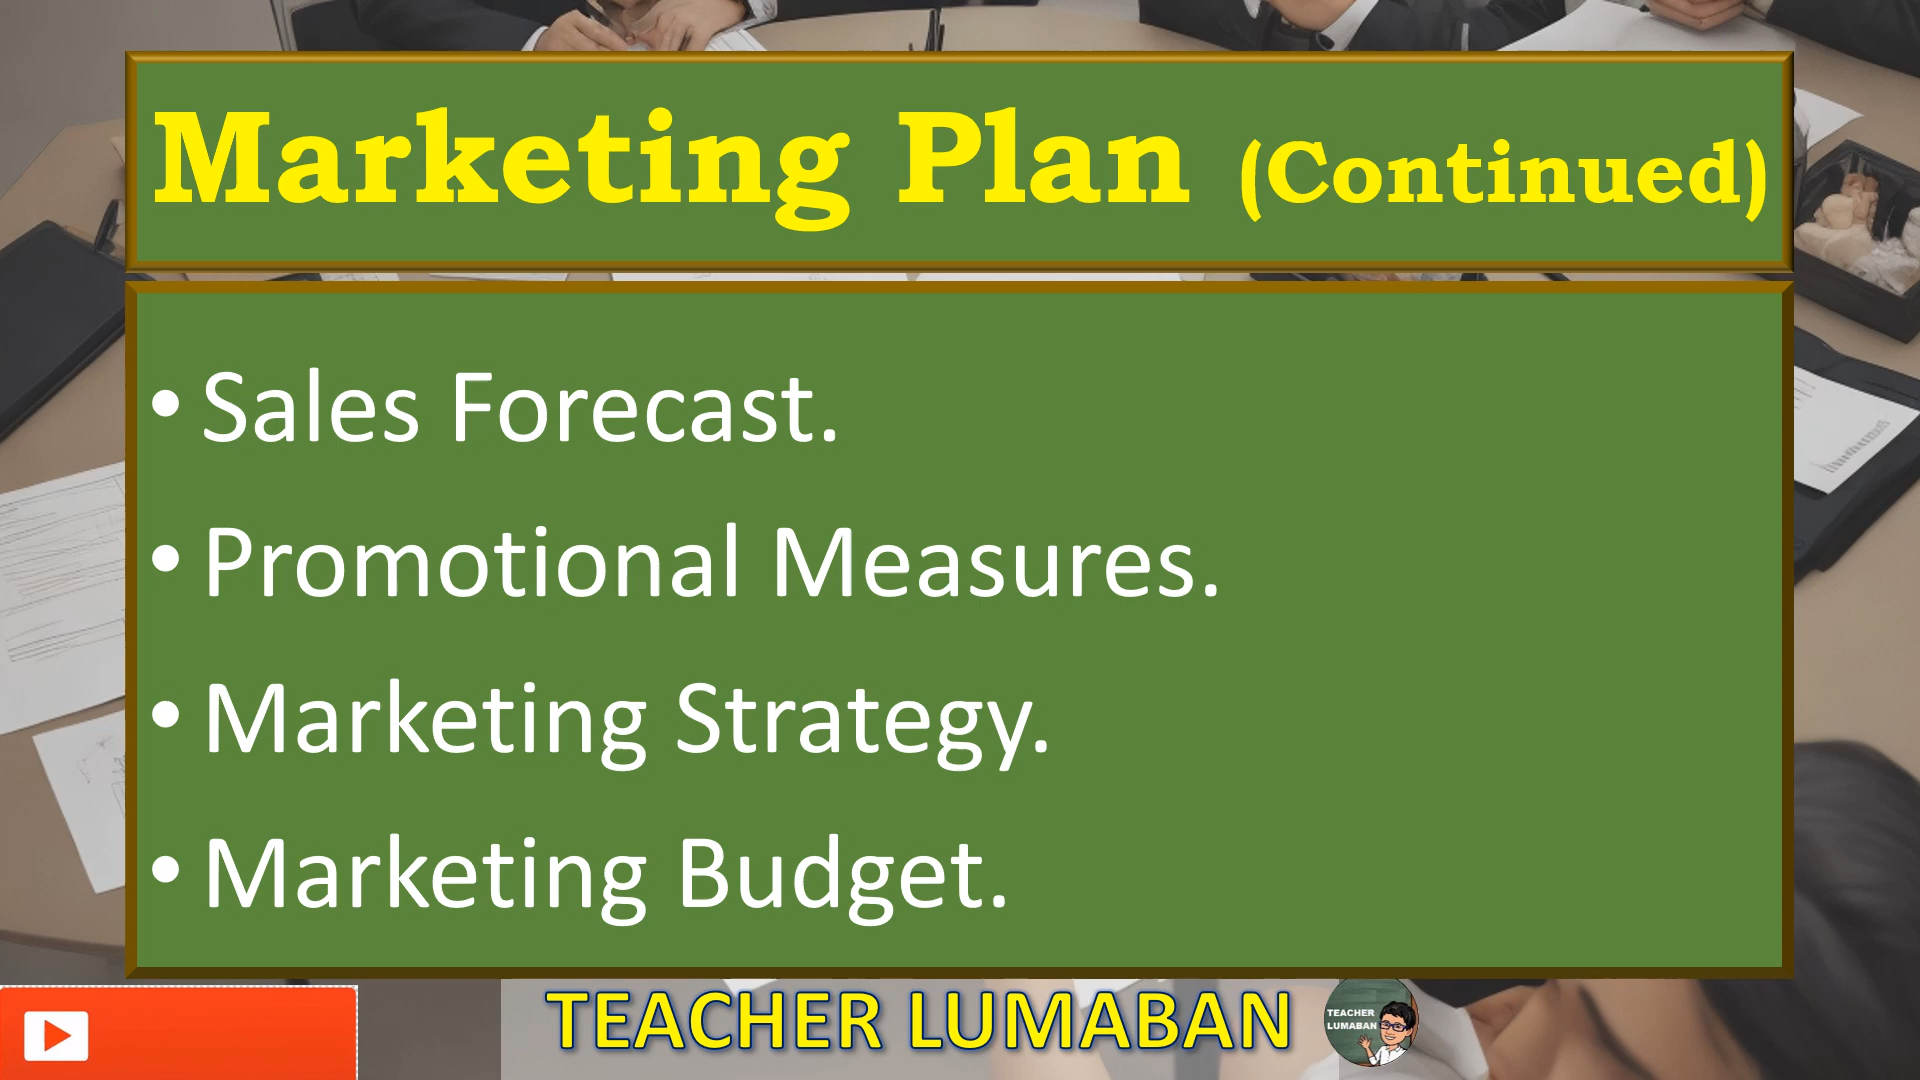 Marketing Plan (Continued)
• Sales Forecast.
• Promotional Measures.
• Marketing Strategy.
• Marketing Budget.
TEACHER LUMABAN
TEACHER
LUMABAN